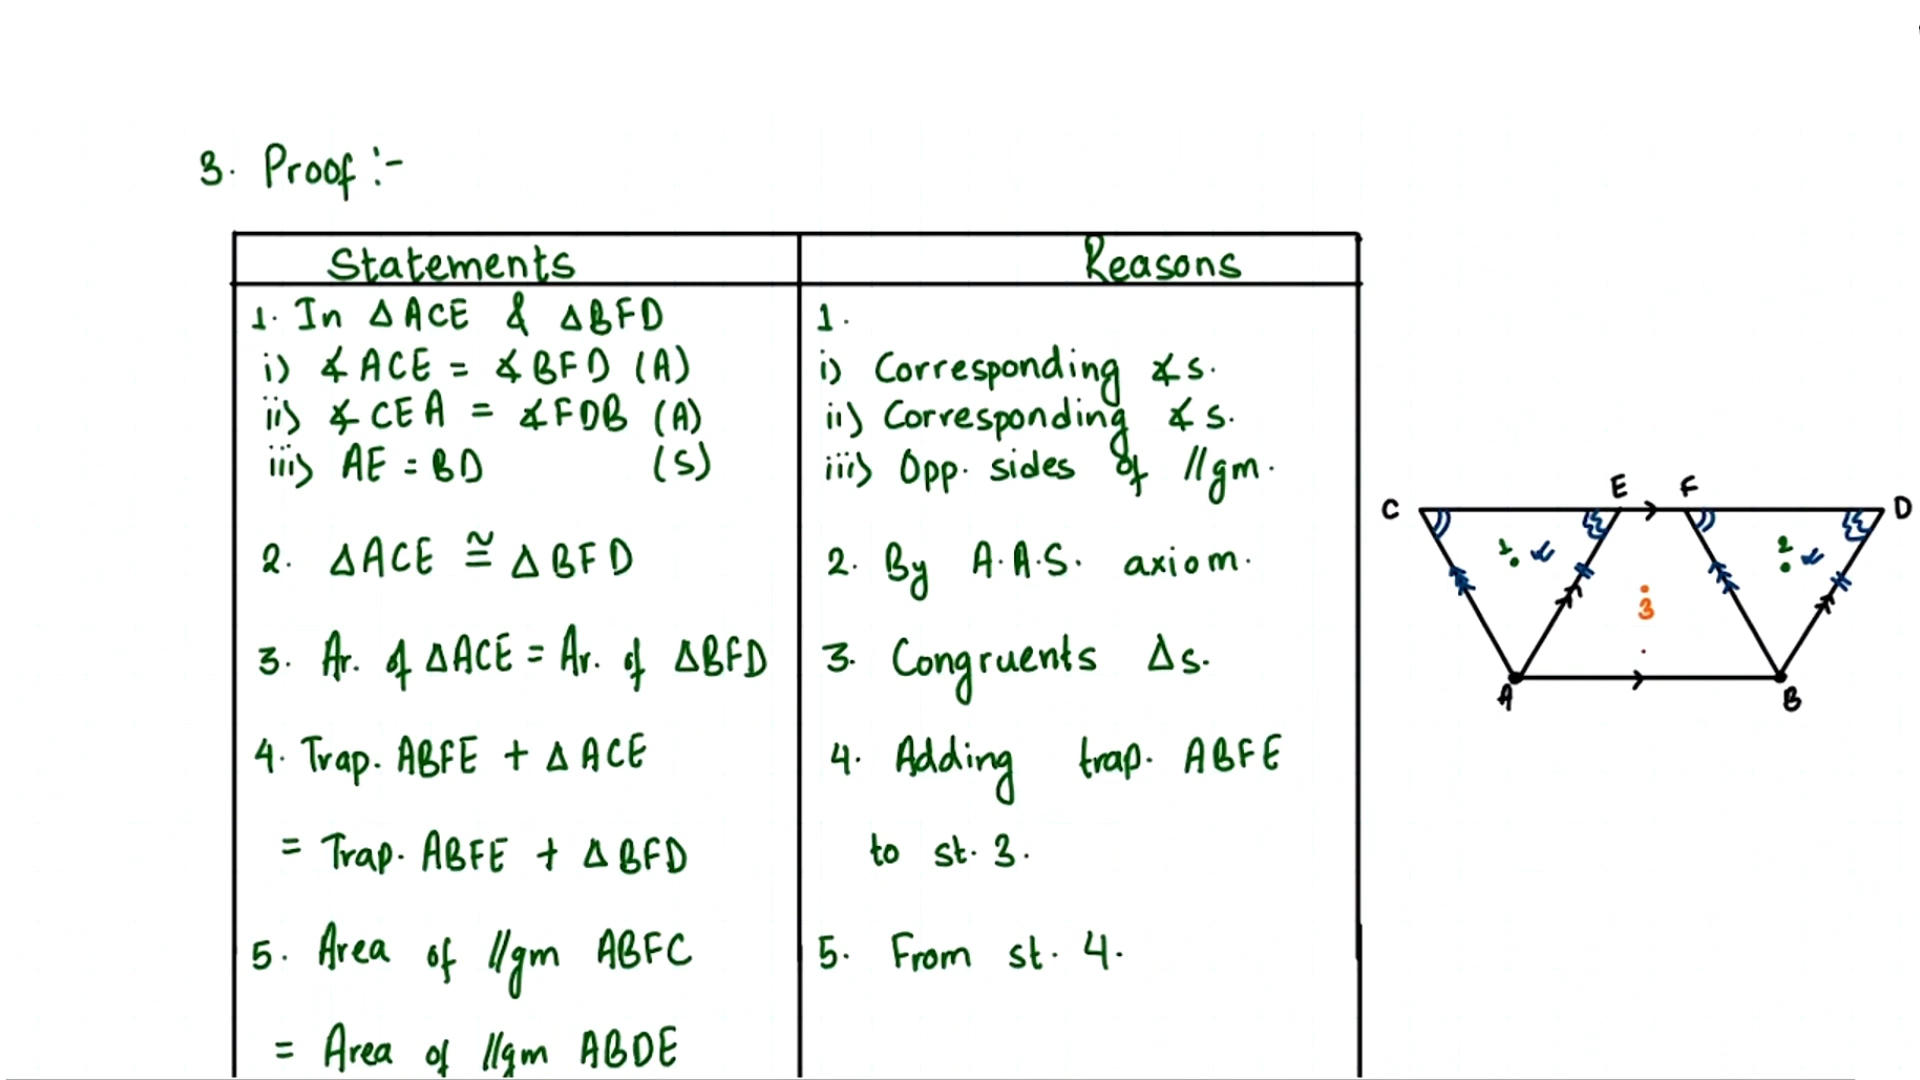 3. Proof :-
Statements
Reasons
1. In ΔACE & ΔBFD
1.
i) ∡ACE = ∡BFD (A)
i) Corresponding ∡s.
ii) ∡CEA = ∡FDB (A)
ii) Corresponding ∡s.
iii) AE = BD (S)
iii) Opp. sides of //gm.
2. ΔACE ≅ ΔBFD
2. By A.A.S. axiom.
3. Ar. of ΔACE = Ar. of ΔBFD
3. Congruents Δs.
4. Trap. ABFE + ΔACE
4. Adding trap. ABFE
= Trap. ABFE + ΔBFD
to st. 3.
5. Area of //gm ABFC
5. From st. 4.
= Area of //gm ABDE
C
E
F
D
1
2
3
A
B